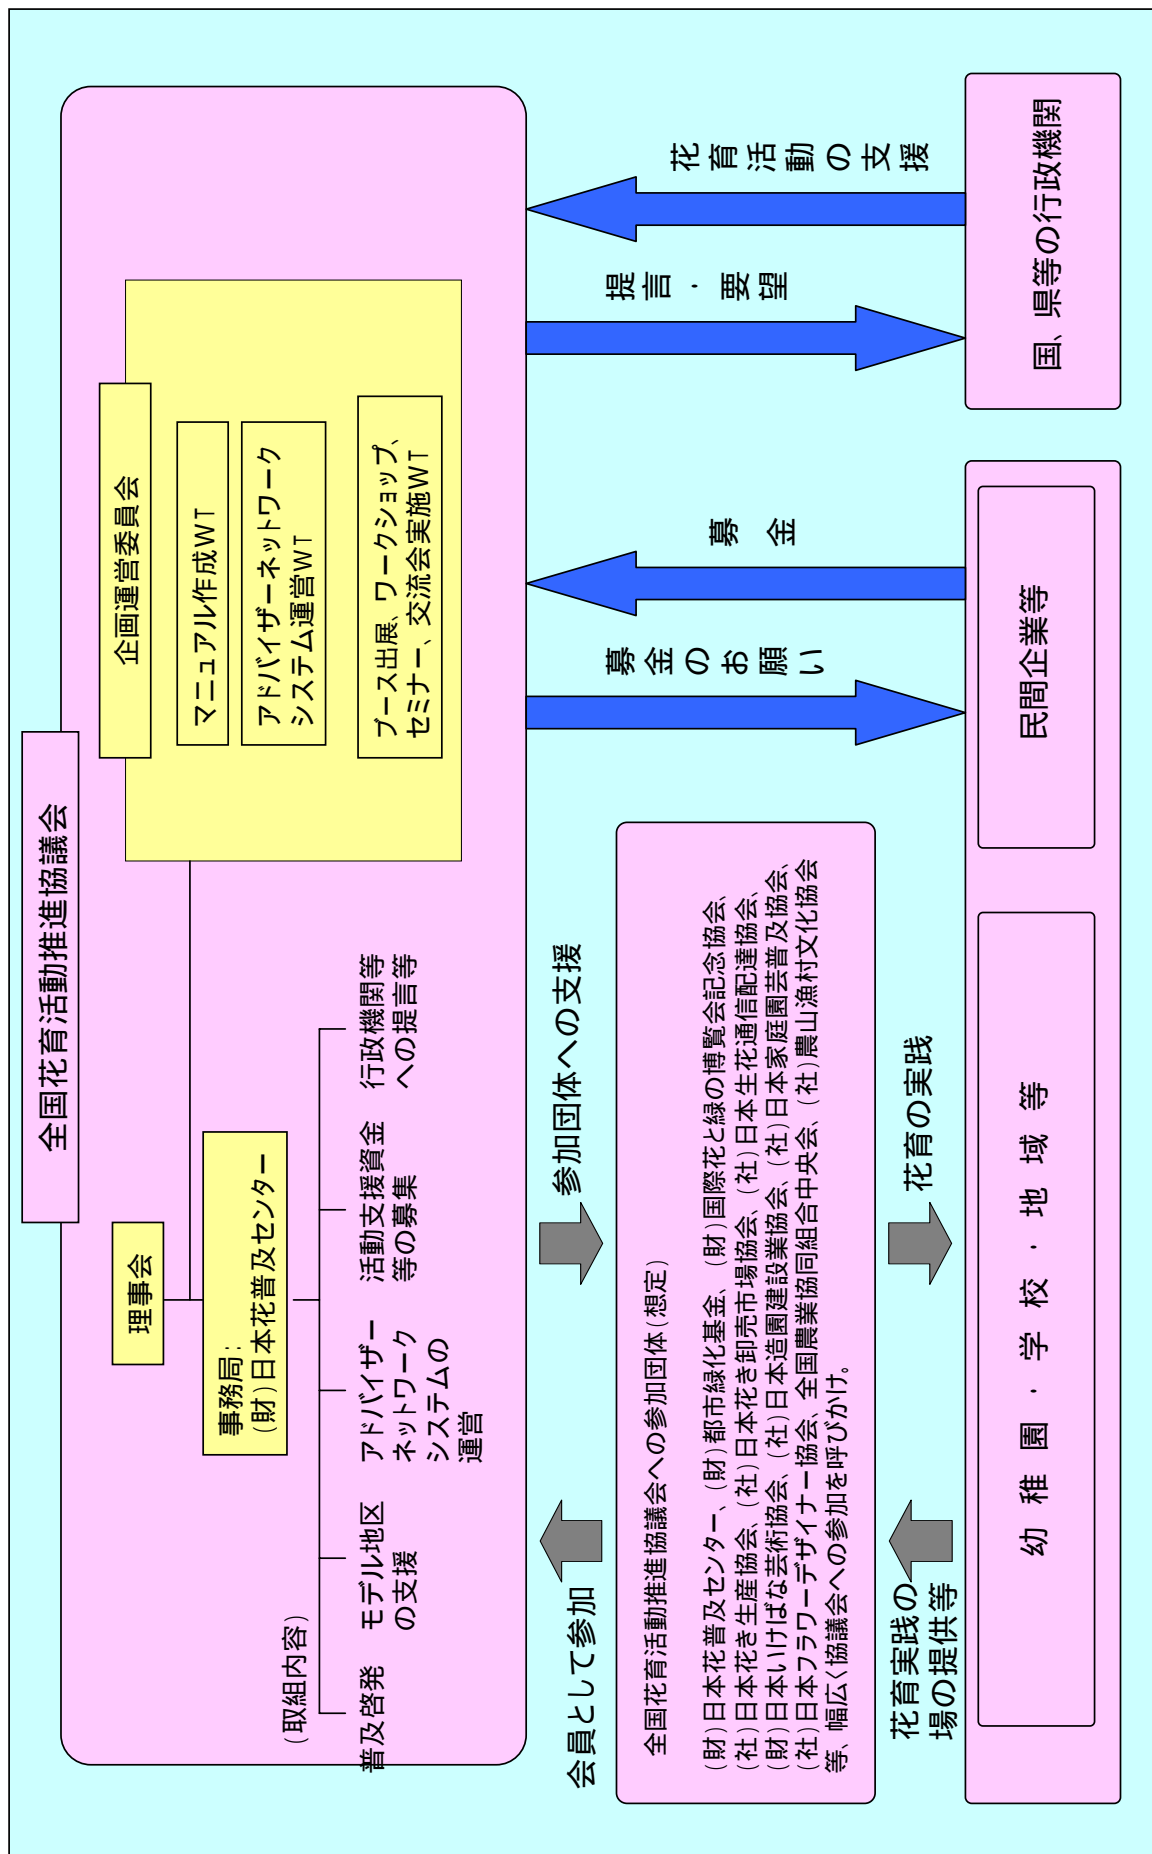 全国花育活動推進協議会
理事会
事務局:
(財)日本花普及センター
(取組内容)
普及啓発
モデル地区
の支援
アドバイザー
ネットワーク
システムの
運営
活動支援資金
等の募集
行政機関等
への提言等
企画運営委員会
マニュアル作成WT
アドバイザーネットワーク
システム運営WT
ブース出展、ワークショップ、
セミナー、交流会実施WT
会員として参加
参加団体への支援
募金のお願い
募金
提言・要望
花育活動の支援
全国花育活動推進協議会への参加団体(想定)
(財)日本花普及センター、(財)都市緑化基金、(財)国際花と緑の博覧会記念協会、
(社)日本花き生産協会、(社)日本花き卸売市場協会、(社)日本生花通信配達協会、
(財)日本いけばな芸術協会、(社)日本造園建設業協会、(社)日本家庭園芸普及協会、
(社)日本フラワーデザイナー協会、全国農業協同組合中央会、(社)農山漁村文化協会
等、幅広く協議会への参加を呼びかけ。
花育実践の
場の提供等
花育の実践
幼稚園・学校・地域等
民間企業等
国、県等の行政機関